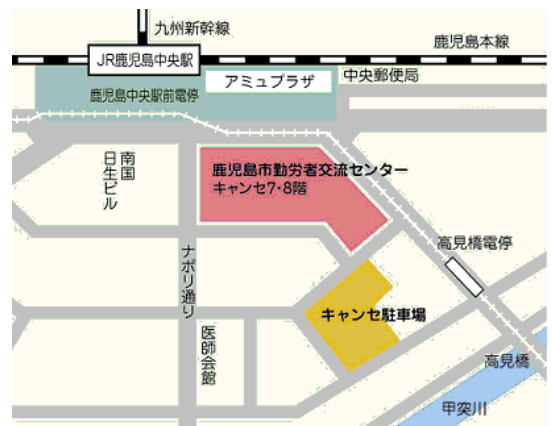 九州新幹線
鹿児島本線
JR鹿児島中央駅
アミュプラザ
中央郵便局
鹿児島中央駅前電停
南国
日生ビル
鹿児島市勤労者交流センター
キャンセ7・8階
高見橋電停
ナポリ通り
キャンセ駐車場
医師会館
高見橋
甲突川